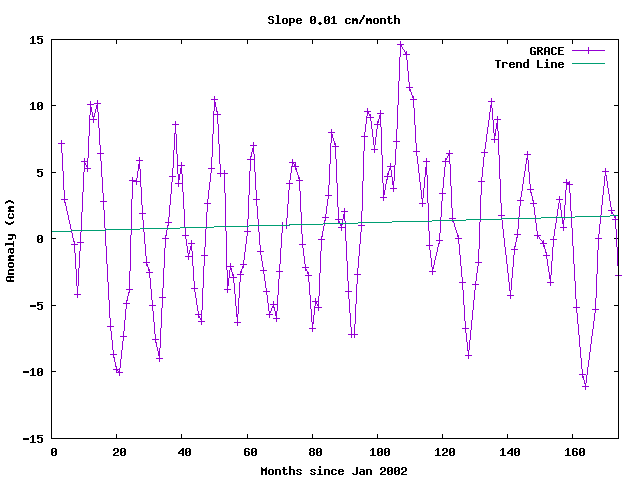 Slope 0.01 cm/month
GRACE
Trend Line
15
10
5
0
-5
-10
-15
Anomaly (cm)
0 20 40 60 80 100 120 140 160
Months since Jan 2002